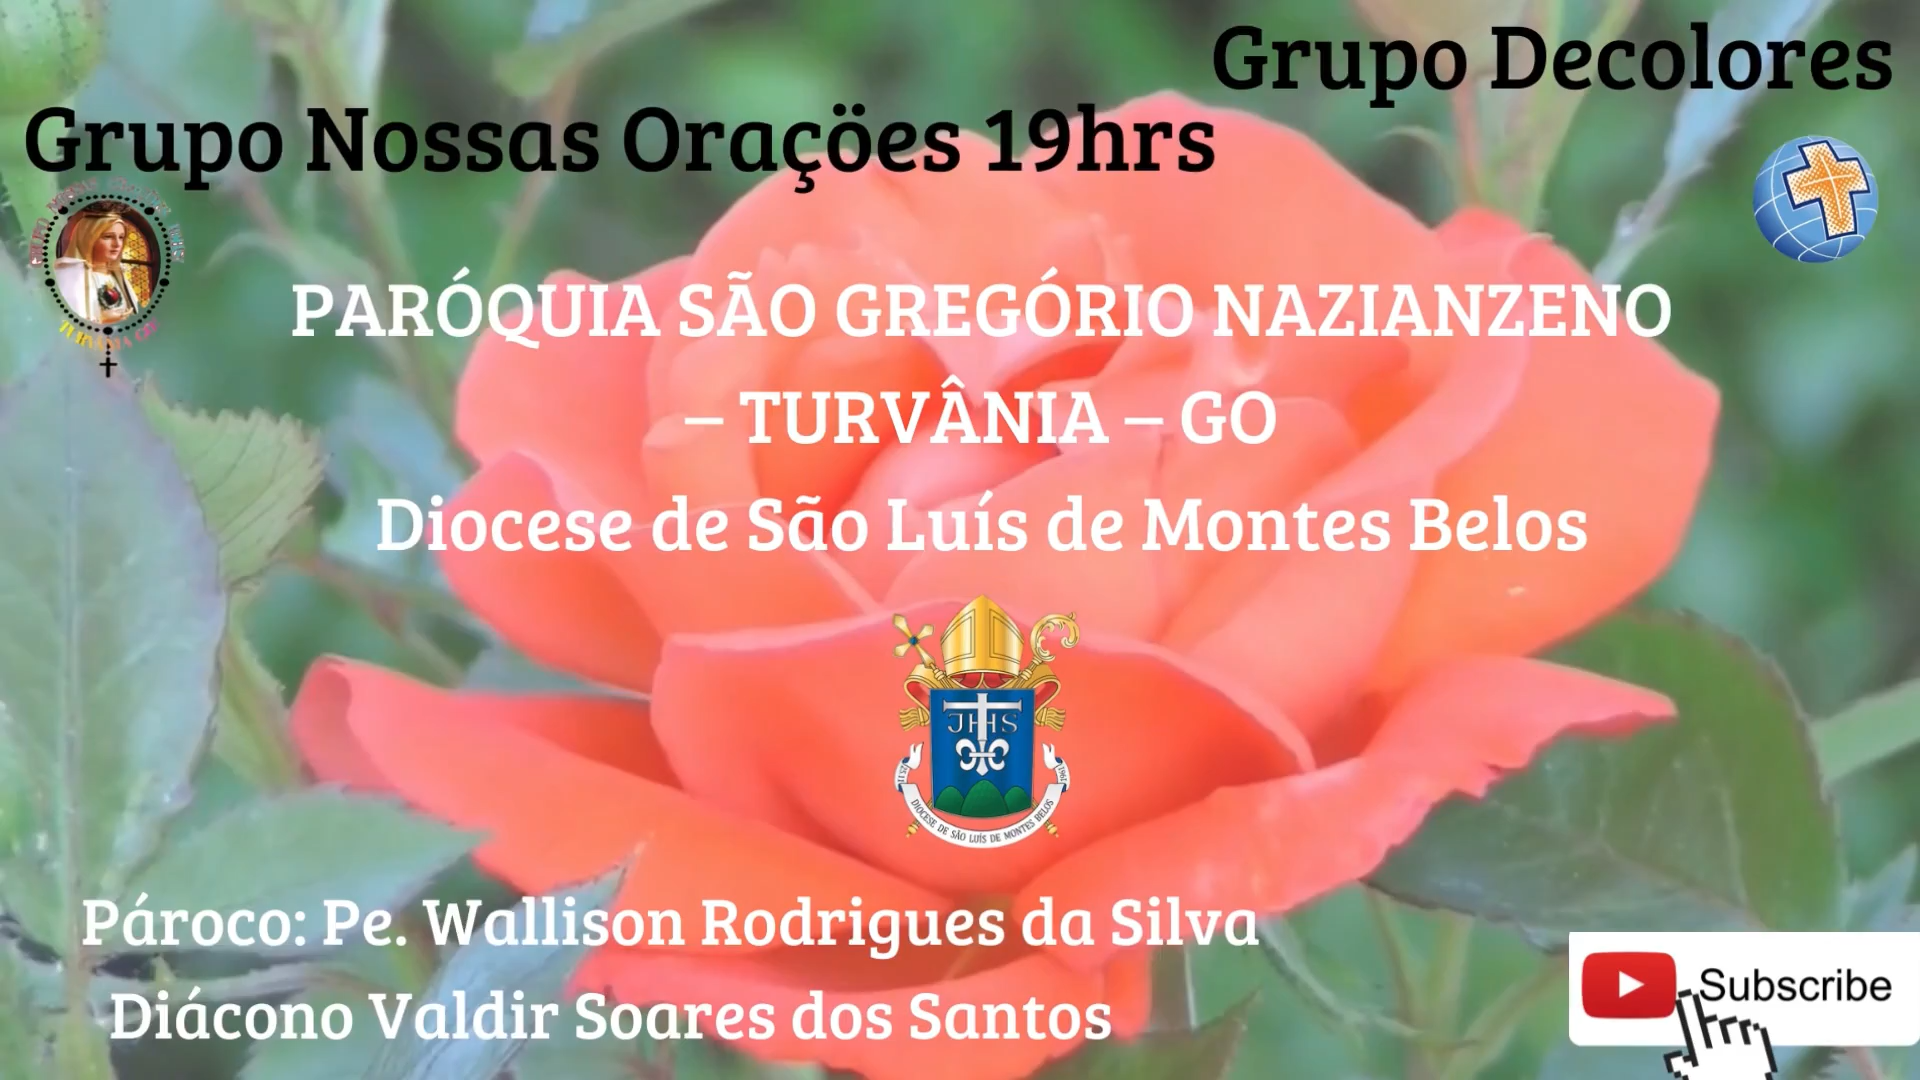 Grupo Decolores
Grupo Nossas Oraçöes 19hrs
PARÓQUIA SÃO GREGÓRIO NAZIANZENO
– TURVÂNIA – GO
Diocese de São Luís de Montes Belos
JHS
DIOCESE DE SÃO LUÍS DE MONTES BELOS
Pároco: Pe. Wallison Rodrigues da Silva
Diácono Valdir Soares dos Santos
Subscribe